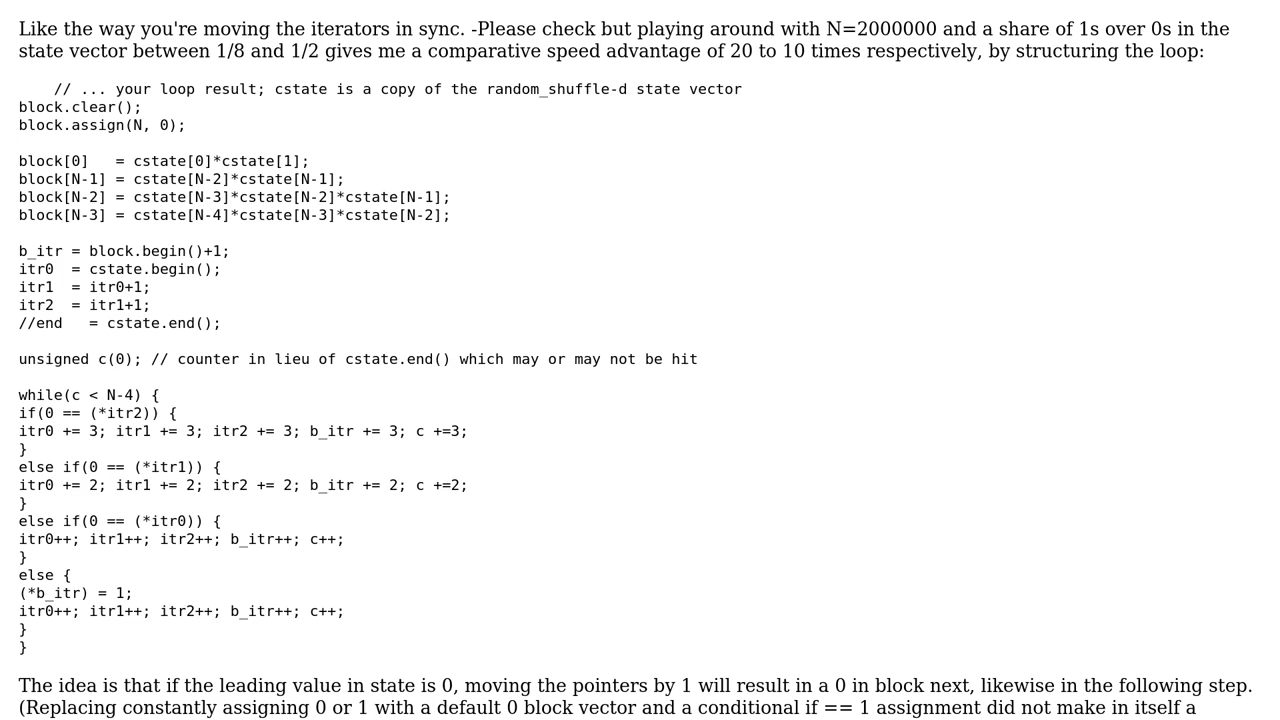 Like the way you're moving the iterators in sync. -Please check but playing around with N=2000000 and a share of 1s over 0s in the
state vector between 1/8 and 1/2 gives me a comparative speed advantage of 20 to 10 times respectively, by structuring the loop:
// ... your loop result; cstate is a copy of the random_shuffle-d state vector
block.clear();
block.assign(N, 0);
block[0]   = cstate[0]*cstate[1];
block[N-1] = cstate[N-2]*cstate[N-1];
block[N-2] = cstate[N-3]*cstate[N-2]*cstate[N-1];
block[N-3] = cstate[N-4]*cstate[N-3]*cstate[N-2];
b_itr = block.begin()+1;
itr0  = cstate.begin();
itr1  = itr0+1;
itr2  = itr1+1;
//end   = cstate.end();
unsigned c(0); // counter in lieu of cstate.end() which may or may not be hit
while(c < N-4) {
if(0 == (*itr2)) {
itr0 += 3; itr1 += 3; itr2 += 3; b_itr += 3; c +=3;
}
else if(0 == (*itr1)) {
itr0 += 2; itr1 += 2; itr2 += 2; b_itr += 2; c +=2;
}
else if(0 == (*itr0)) {
itr0++; itr1++; itr2++; b_itr++; c++;
}
else {
(*b_itr) = 1;
itr0++; itr1++; itr2++; b_itr++; c++;
}
}
The idea is that if the leading value in state is 0, moving the pointers by 1 will result in a 0 in block next, likewise in the following step.
(Replacing constantly assigning 0 or 1 with a default 0 block vector and a conditional if == 1 assignment did not make in itself a